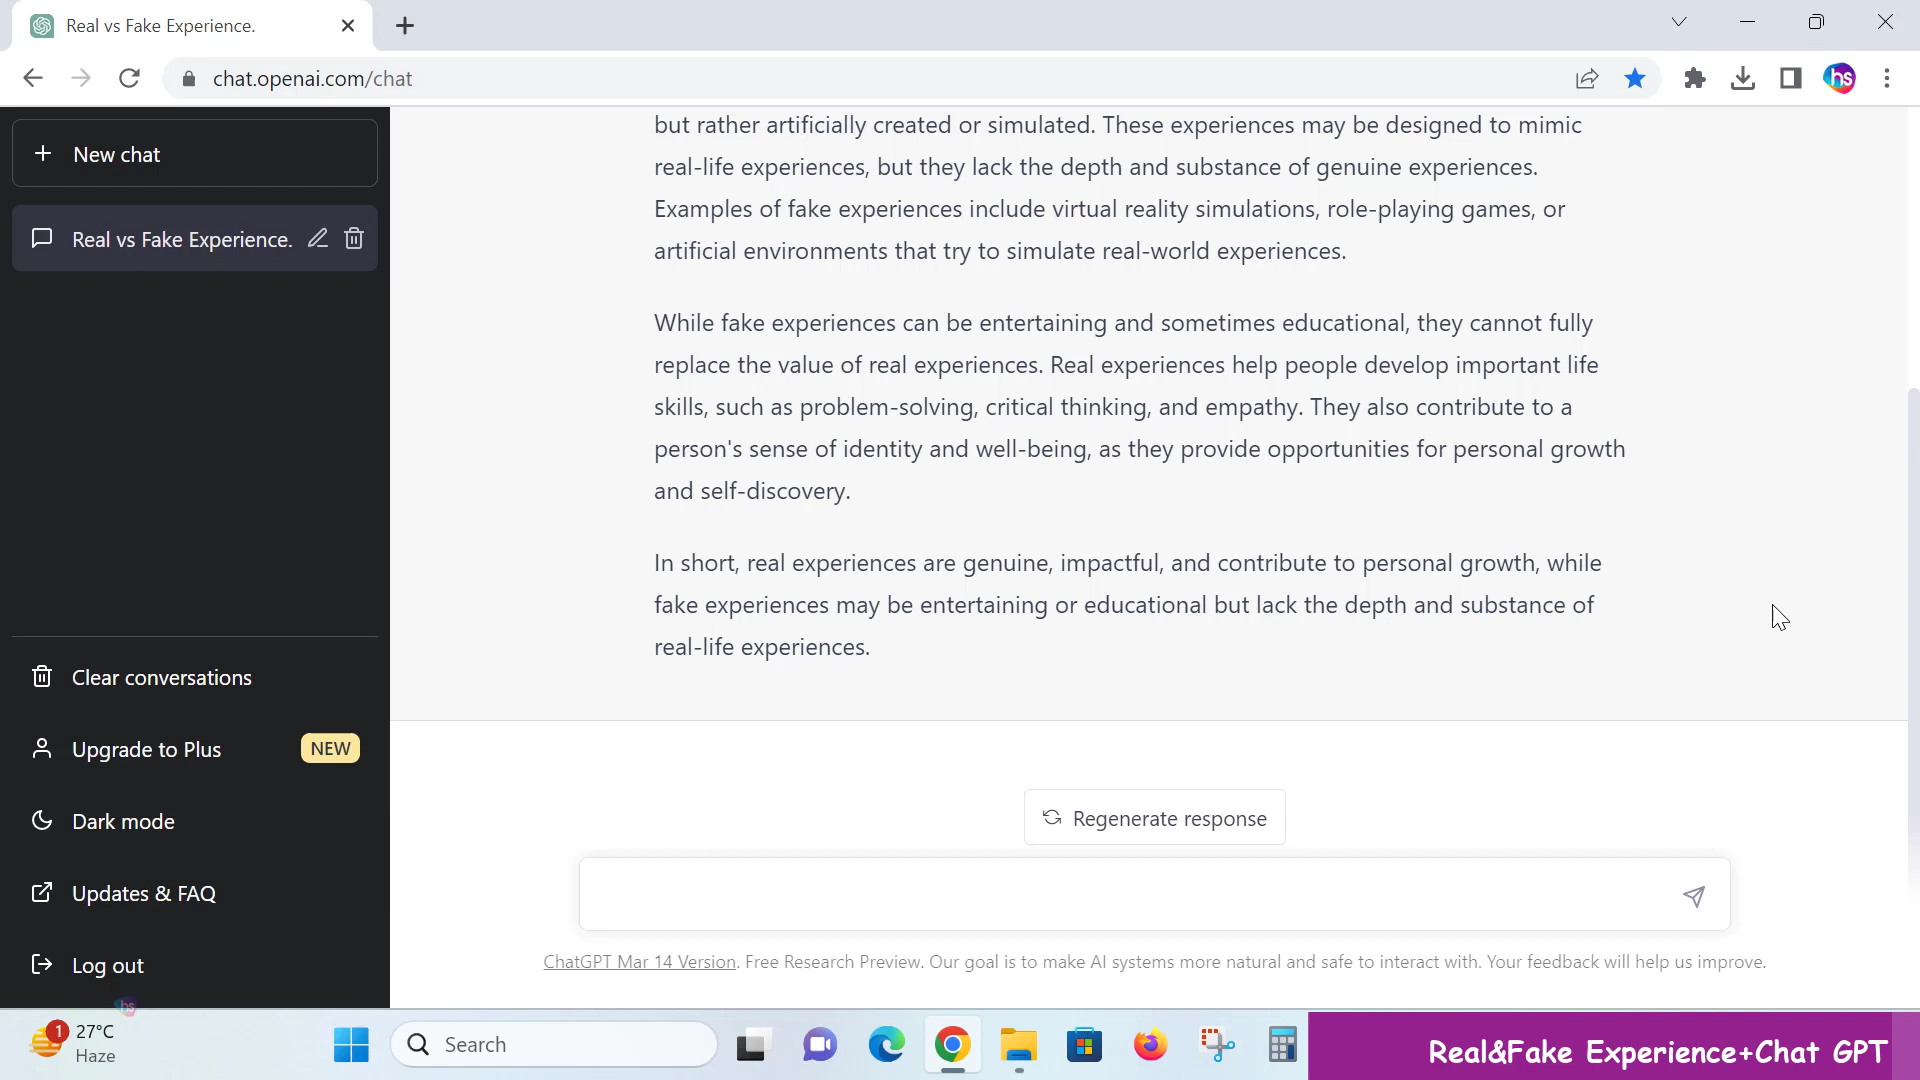 Real vs Fake Experience.
chat.openai.com/chat
hs
New chat
Real vs Fake Experience.
but rather artificially created or simulated. These experiences may be designed to mimic
real-life experiences, but they lack the depth and substance of genuine experiences.
Examples of fake experiences include virtual reality simulations, role-playing games, or
artificial environments that try to simulate real-world experiences.
While fake experiences can be entertaining and sometimes educational, they cannot fully
replace the value of real experiences. Real experiences help people develop important life
skills, such as problem-solving, critical thinking, and empathy. They also contribute to a
person's sense of identity and well-being, as they provide opportunities for personal growth
and self-discovery.
In short, real experiences are genuine, impactful, and contribute to personal growth, while
fake experiences may be entertaining or educational but lack the depth and substance of
real-life experiences.
Clear conversations
Upgrade to Plus NEW
Dark mode
Updates & FAQ
Log out
Regenerate response
ChatGPT Mar 14 Version. Free Research Preview. Our goal is to make AI systems more natural and safe to interact with. Your feedback will help us improve.
hs
1
27°C
Haze
Search
Real&Fake Experience+Chat GPT